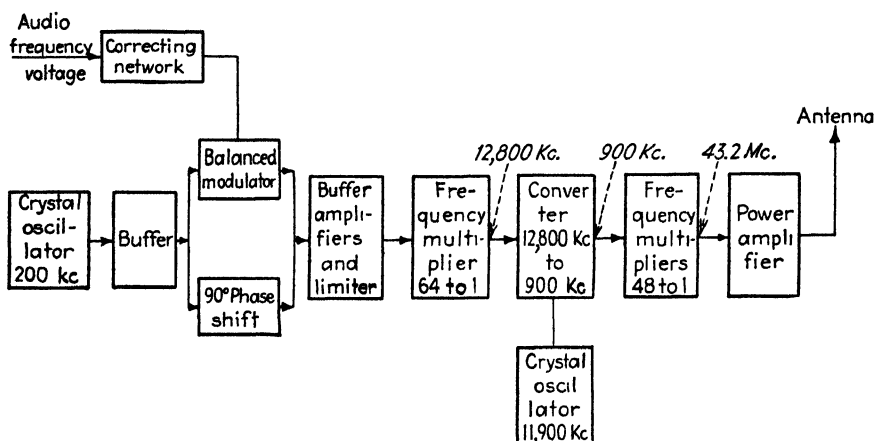 Audio
frequency
voltage
Correcting
network
Antenna
Balanced
modulator
12,800 Kc.
900 Kc.
43.2 Mc.
Crystal
oscil-
lator
200 kc
Buffer
90° Phase
shift
Buffer
ampli-
fiers
and
limiter
Fre-
quency
multi-
plier
64 to 1
Conver
ter
12,800 Kc
to
900 Kc
Fre-
quency
multi-
pliers
48 to 1
Power
ampli
fier
Crystal
oscil
lator
11,900 Kc